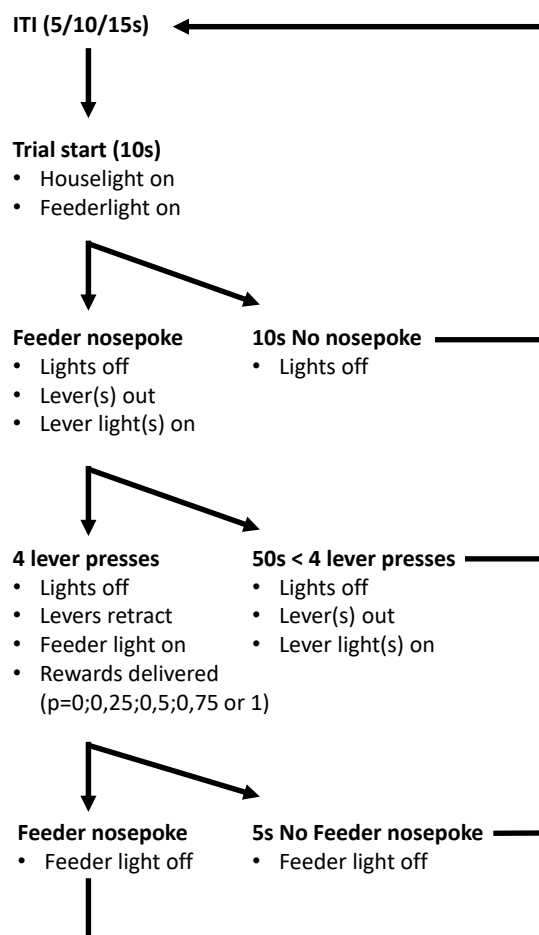 ITI (5/10/15s)
Trial start (10s)
• Houselight on
• Feederlight on
Feeder nosepoke
• Lights off
• Lever(s) out
• Lever light(s) on
10s No nosepoke
• Lights off
4 lever presses
• Lights off
• Levers retract
• Feeder light on
• Rewards delivered
(p=0;0,25;0,5;0,75 or 1)
50s < 4 lever presses
• Lights off
• Lever(s) out
• Lever light(s) on
Feeder nosepoke
• Feeder light off
5s No Feeder nosepoke
• Feeder light off